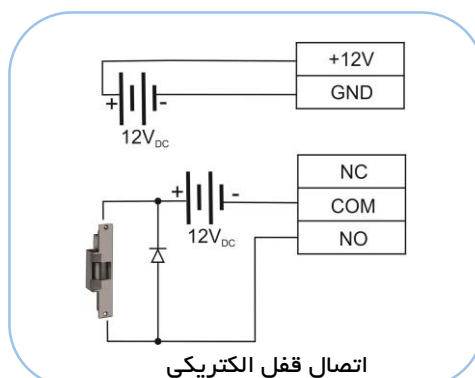 +12V
GND
+ -
12VDC
NC
COM
NO
+ -
12VDC
اتصال قفل الکتریکی